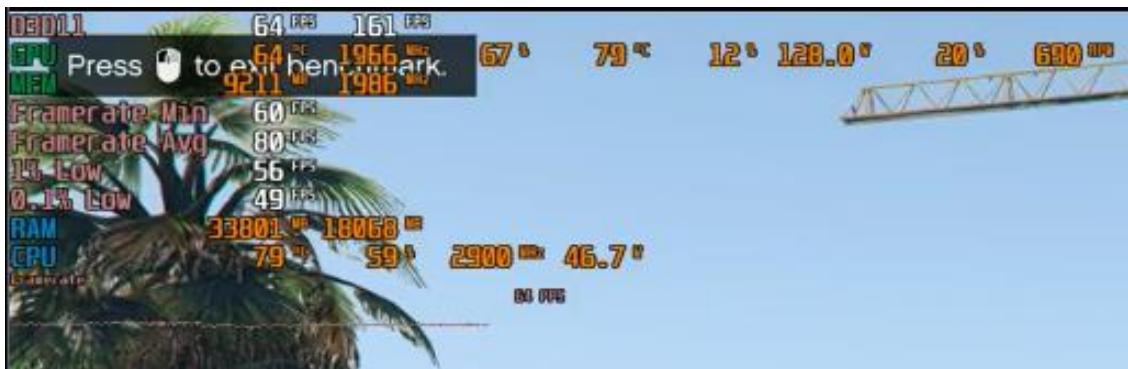 D3D11 64 FPS 161 FPS
GPU 64 °C 1966 MHz 67 % 79 °C 12 % 128.0 W 20 % 690 RPM
Press to exit benchmark.
MEM 9211 MB 1986 MHz
Framerate Min 60 FPS
Framerate Avg 80 FPS
1% Low 56 FPS
0.1% Low 49 FPS
RAM 33801 MB 18068 MB
CPU 79 °C 59 % 2900 MHz 46.7 W
Framerate
64 FPS